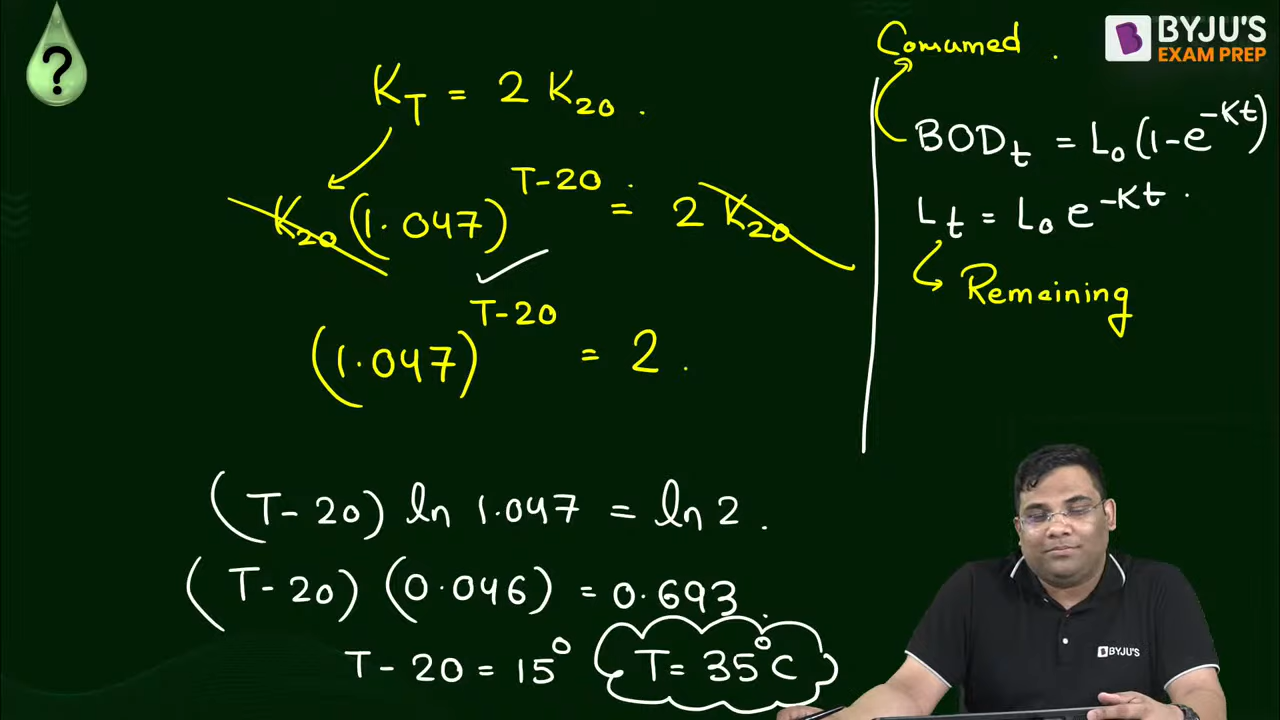 ?
K_T = 2 K_20 .
K_20 (1.047)^(T-20) = 2 K_20
(1.047)^(T-20) = 2 .
(T-20) ln 1.047 = ln 2 .
(T-20) (0.046) = 0.693 .
T-20 = 15° T = 35°C
Comumed .
BOD_t = L_0 (1-e^(-Kt))
L_t = L_0 e^(-Kt) .
Remaining
BYJU'S
EXAM PREP
BYJU'S